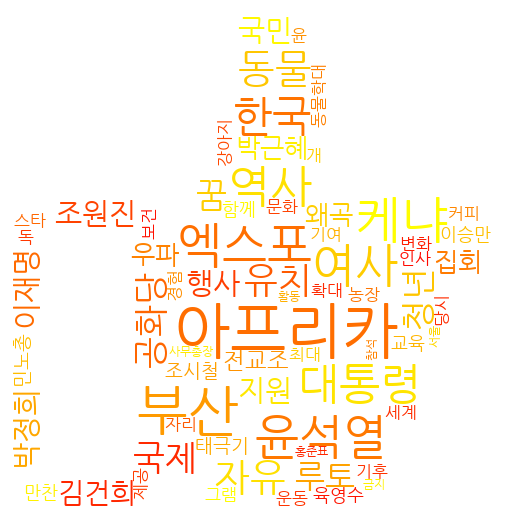 국민
윤
동물
동물학대
한국
강아지
박근혜
개
역사
꿈
함께
문화
왜곡
케냐
커피
조원진
보건
스타
독
엑스포
기여
변화
이승만
우파
여사
인사
집회
이재명
당
경험
행사
유치
확대
농장
청년
당시
활동
공화
아프리카
서울
민노총
사무총장
전교조
최대
참석
교육
조시철
지원
대통령
박정희
부산
자리
세계
태극기
윤석열
홍준표
국제
자유
루토
기후
글자
만찬
김건희
제공
그램
운동
육영수